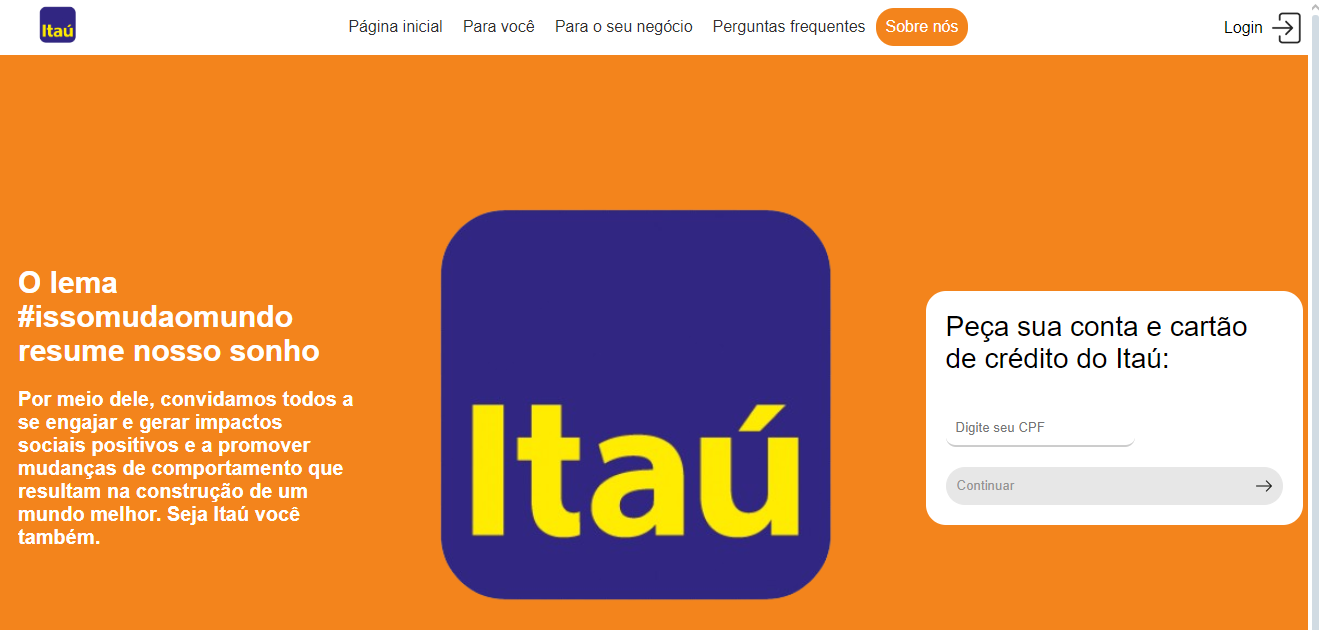 Itaú
Página inicial
Para você
Para o seu negócio
Perguntas frequentes
Sobre nós
Login
O lema
#issomudaomundo
resume nosso sonho
Por meio dele, convidamos todos a
se engajar e gerar impactos
sociais positivos e a promover
mudanças de comportamento que
resultam na construção de um
mundo melhor. Seja Itaú você
também.
Itaú
Peça sua conta e cartão
de crédito do Itaú:
Digite seu CPF
Continuar